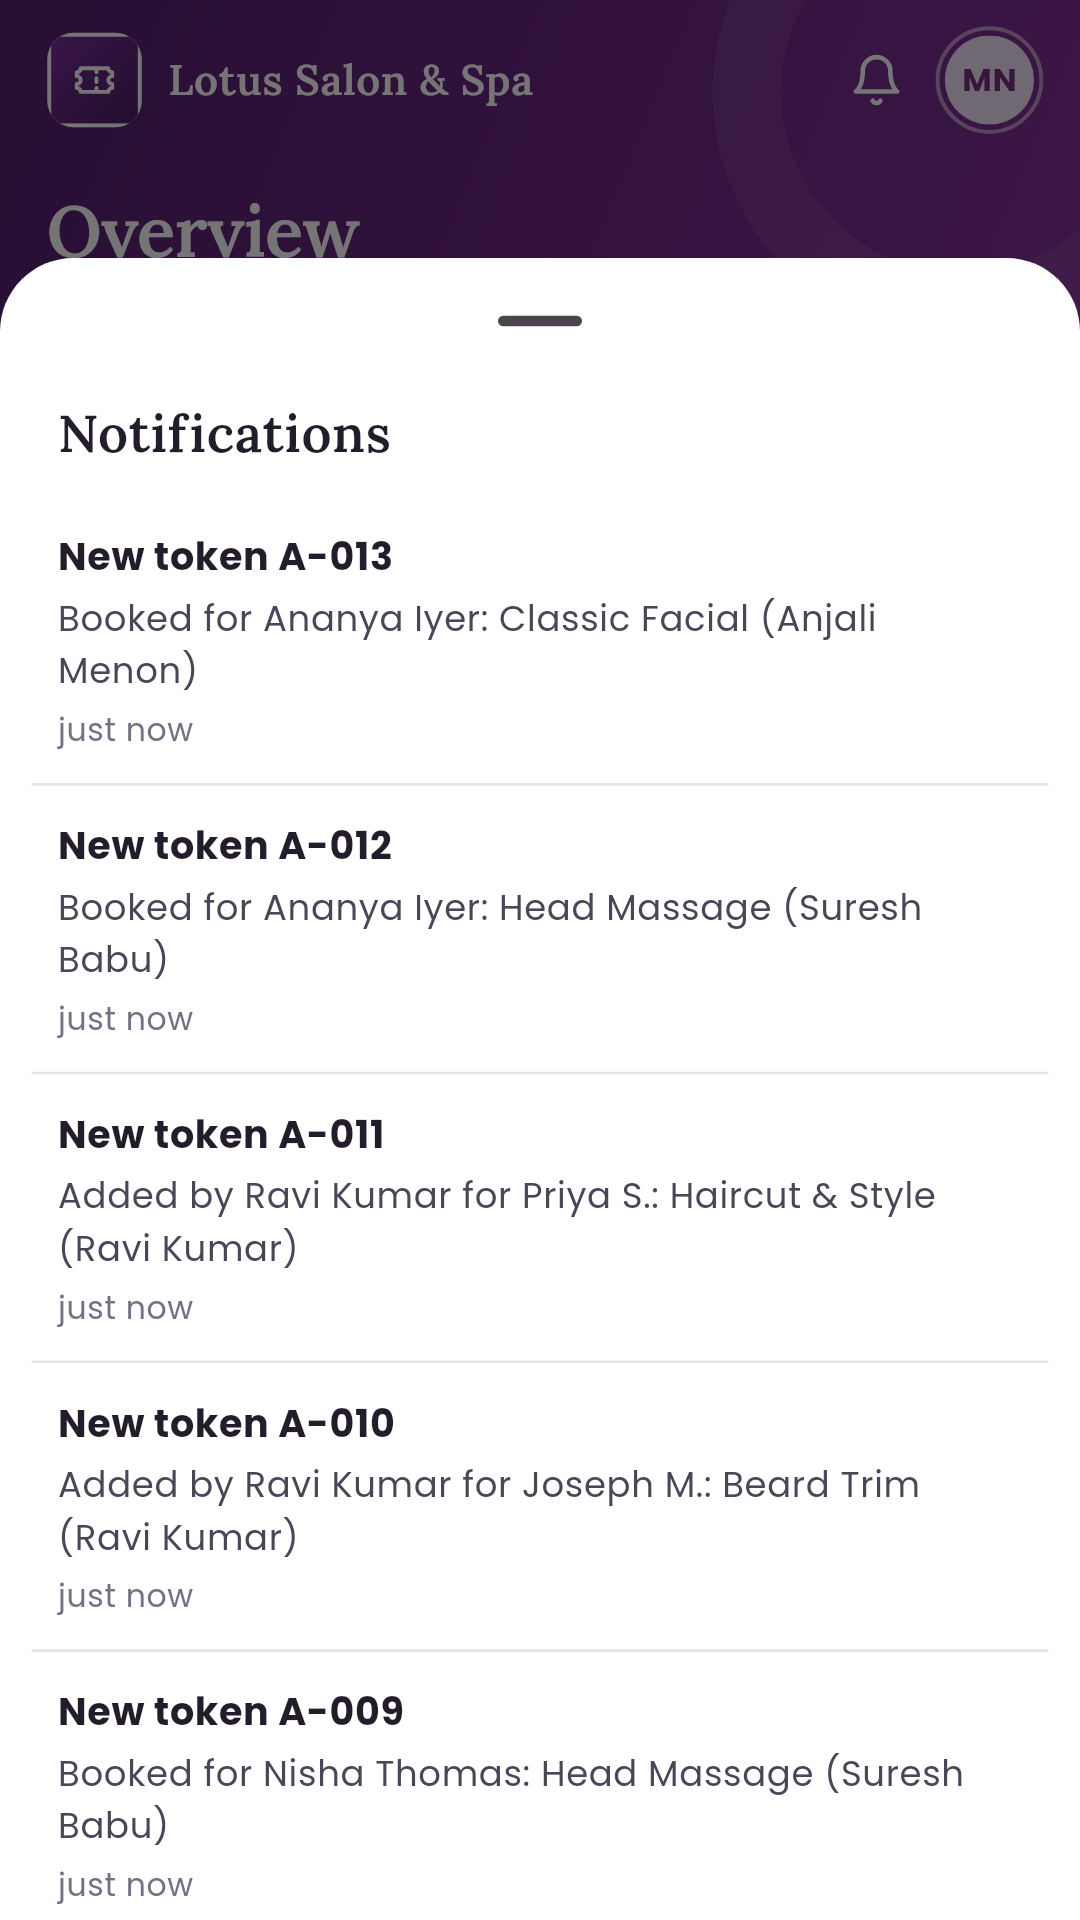 Lotus Salon & Spa
MN
Overview
Notifications
New token A-013
Booked for Ananya Iyer: Classic Facial (Anjali
Menon)
just now
New token A-012
Booked for Ananya Iyer: Head Massage (Suresh
Babu)
just now
New token A-011
Added by Ravi Kumar for Priya S.: Haircut & Style
(Ravi Kumar)
just now
New token A-010
Added by Ravi Kumar for Joseph M.: Beard Trim
(Ravi Kumar)
just now
New token A-009
Booked for Nisha Thomas: Head Massage (Suresh
Babu)
just now